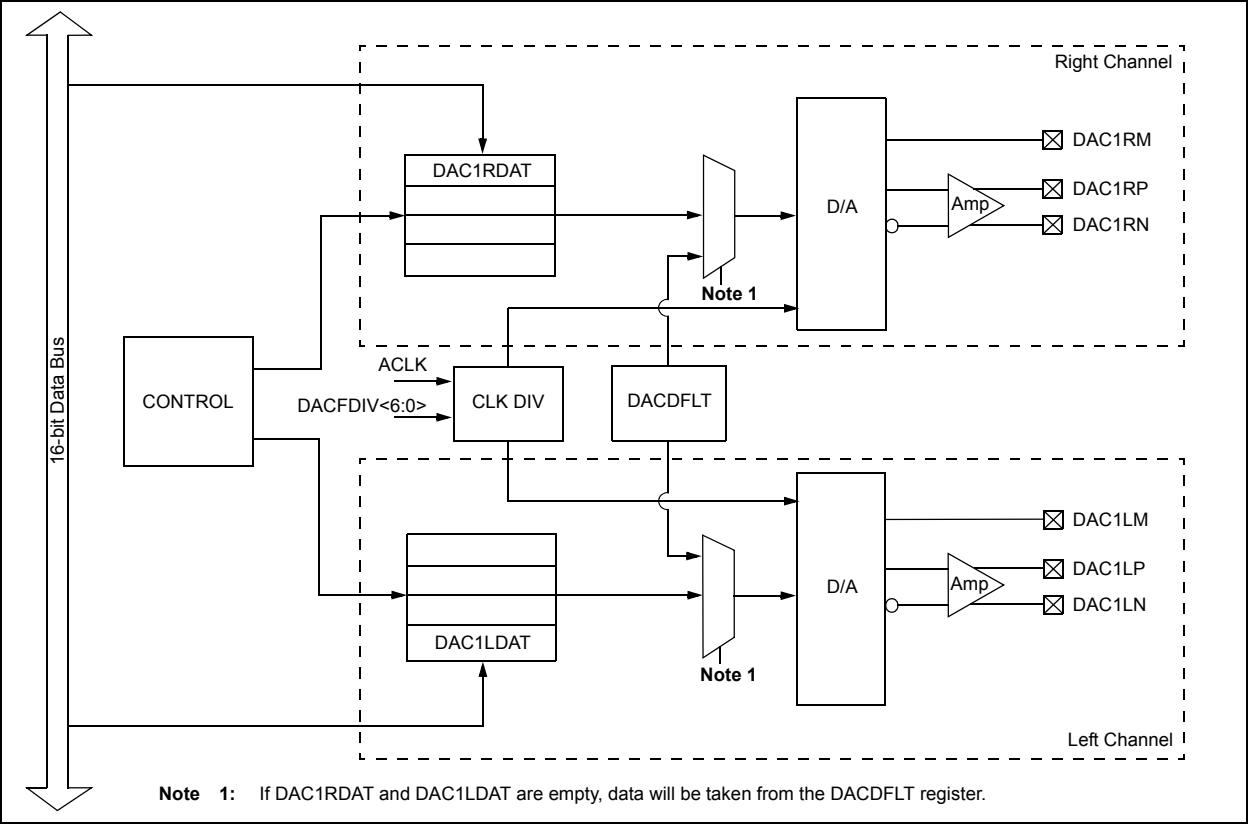 Right Channel
DAC1RM
DAC1RDAT
DAC1RP
D/A
Amp
DAC1RN
Note 1
16-bit Data Bus
ACLK
CONTROL
DACFDIV<6:0>
CLK DIV
DACDFLT
DAC1LM
DAC1LP
D/A
Amp
DAC1LN
DAC1LDAT
Note 1
Left Channel
Note 1: If DAC1RDAT and DAC1LDAT are empty, data will be taken from the DACDFLT register.